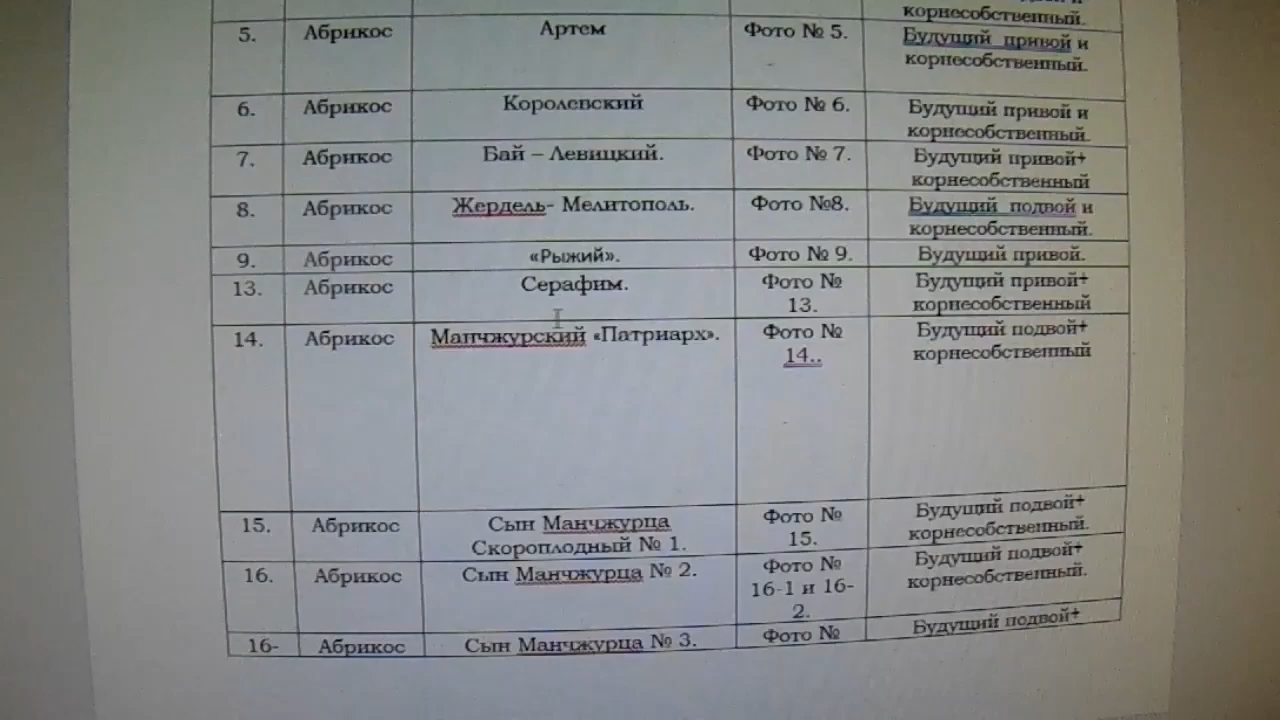 корнесобственный.
5. Абрикос Артем Фото № 5. Будущий привой и
корнесобственный.
6. Абрикос Королевский Фото № 6. Будущий привой и
корнесобственный.
7. Абрикос Бай – Левицкий. Фото № 7. Будущий привой+
корнесобственный
8. Абрикос Жердель- Мелитополь. Фото №8. Будущий подвой и
корнесобственный.
9. Абрикос «Рыжий». Фото № 9. Будущий привой.
13. Абрикос Серафим. Фото № Будущий привой+
13. корнесобственный
14. Абрикос Манчжурский «Патриарх». Фото № Будущий подвой+
14.. корнесобственный
15. Абрикос Сын Манчжурца Фото № Будущий подвой+
Скороплодный № 1. 15. корнесобственный.
16. Абрикос Сын Манчжурца № 2. Фото № Будущий подвой+
16-1 и 16- корнесобственный.
2.
16- Абрикос Сын Манчжурца № 3. Фото № Будущий подвой+